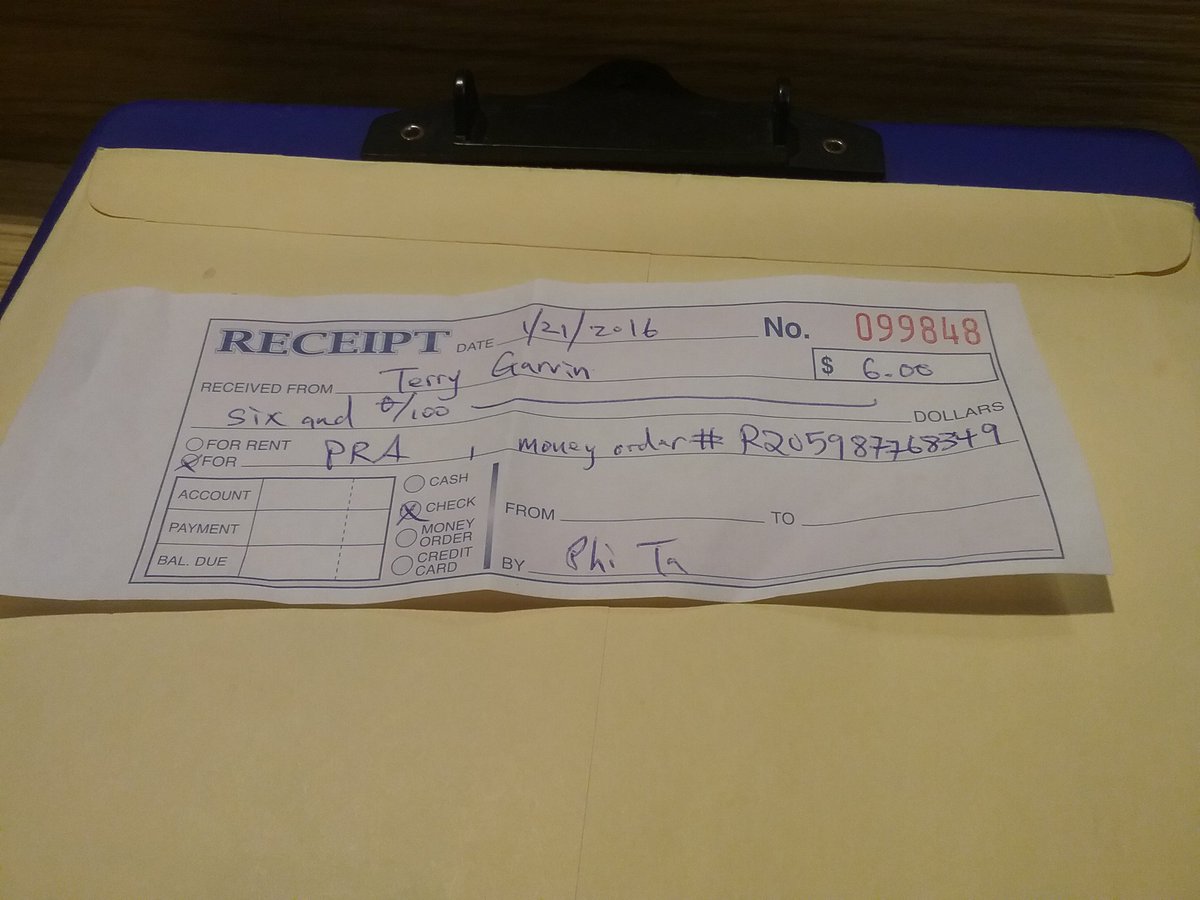 RECEIPT DATE 1/21/2016 No. 099848
RECEIVED FROM Terry Garvin $ 6.00
Six and 0/100 DOLLARS
FOR RENT
FOR PRA, money order # R205987768349
ACCOUNT
PAYMENT
BAL. DUE
CASH
CHECK
MONEY ORDER
CREDIT CARD
FROM TO
BY Phi Ta